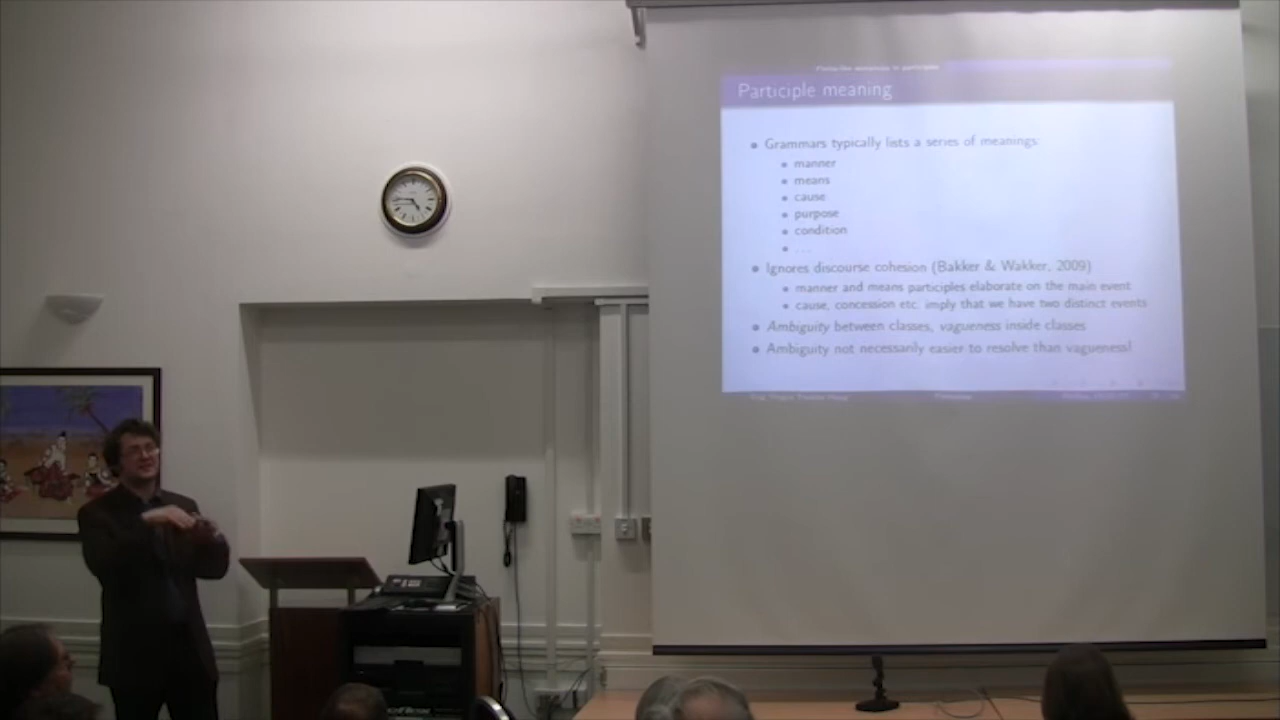 Participle meaning
• Grammars typically lists a series of meanings:
• manner
• means
• cause
• purpose
• condition
• ...
• Ignores discourse cohesion (Bakker & Wakker, 2009)
• manner and means participles elaborate on the main event
• cause, concession etc. imply that we have two distinct events
• Ambiguity between classes, vagueness inside classes
• Ambiguity not necessarily easier to resolve than vagueness!